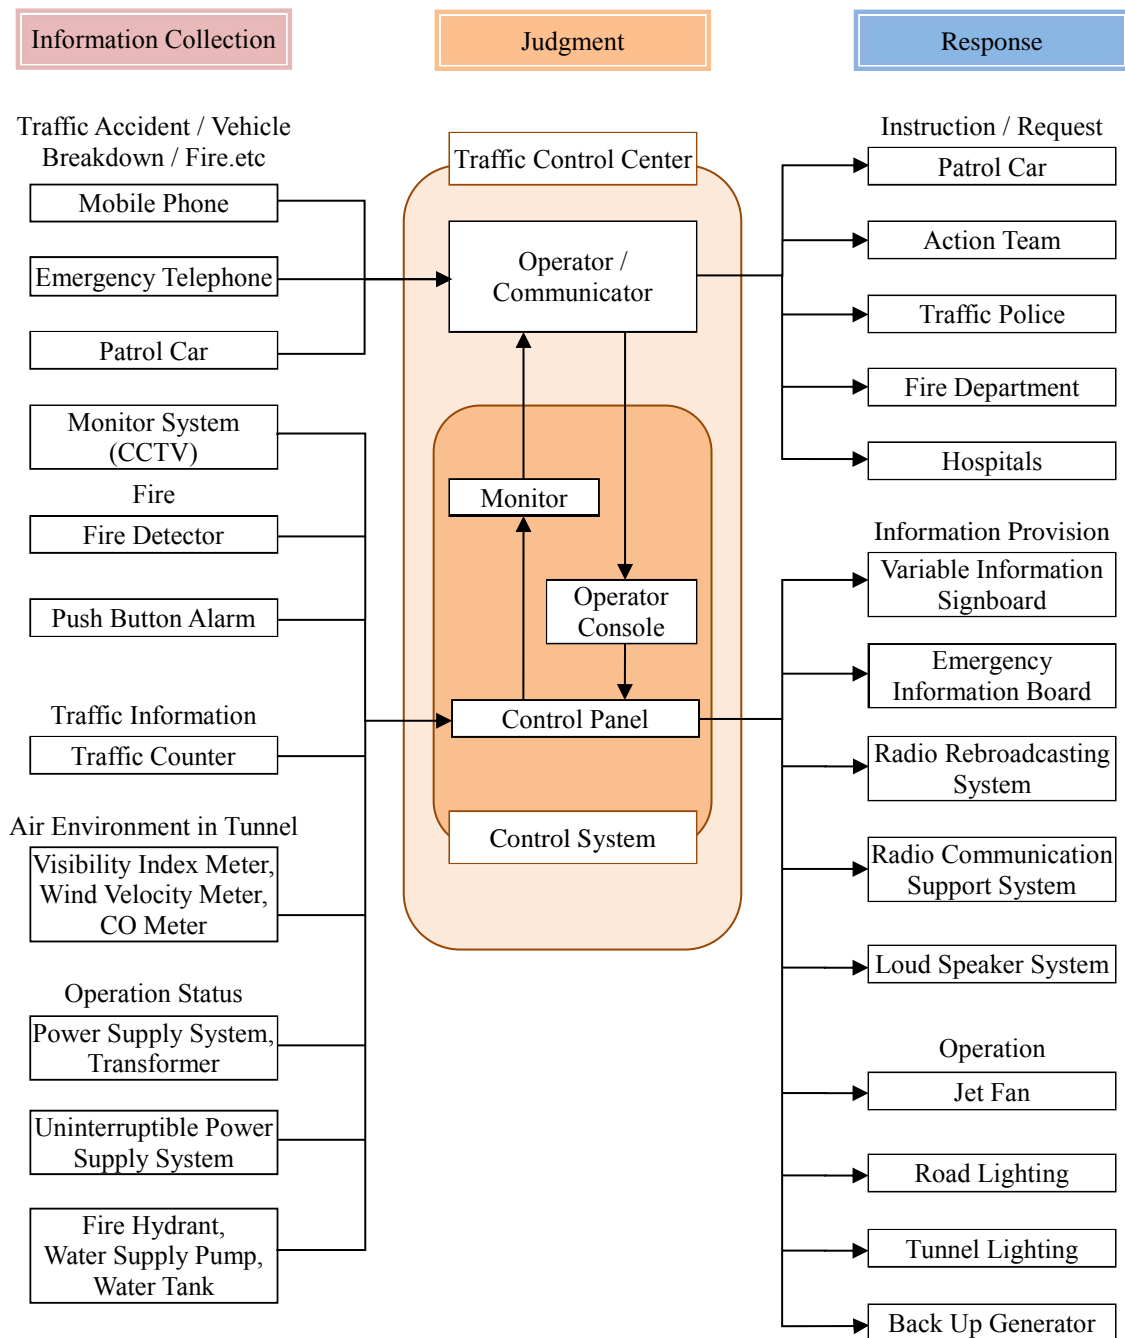 Information Collection
Judgment
Response
Traffic Accident / Vehicle
Breakdown / Fire.etc
Mobile Phone
Emergency Telephone
Patrol Car
Monitor System
(CCTV)
Fire
Fire Detector
Push Button Alarm
Traffic Information
Traffic Counter
Air Environment in Tunnel
Visibility Index Meter,
Wind Velocity Meter,
CO Meter
Operation Status
Power Supply System,
Transformer
Uninterruptible Power
Supply System
Fire Hydrant,
Water Supply Pump,
Water Tank
Traffic Control Center
Operator /
Communicator
Monitor
Operator
Console
Control Panel
Control System
Instruction / Request
Patrol Car
Action Team
Traffic Police
Fire Department
Hospitals
Information Provision
Variable Information
Signboard
Emergency
Information Board
Radio Rebroadcasting
System
Radio Communication
Support System
Loud Speaker System
Operation
Jet Fan
Road Lighting
Tunnel Lighting
Back Up Generator